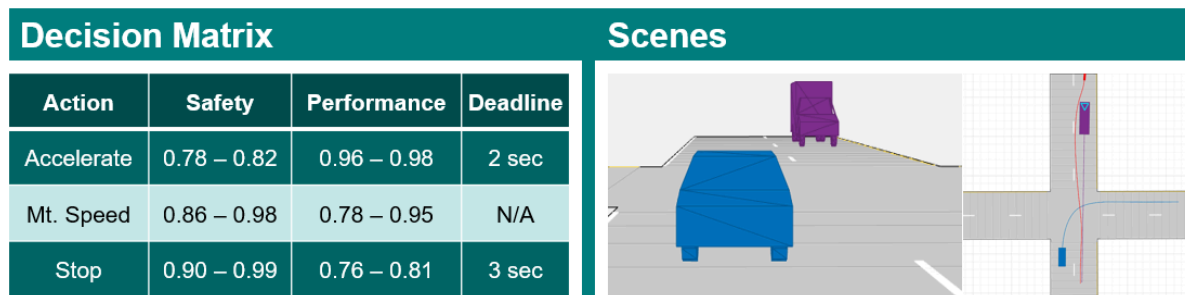 Decision Matrix
Scenes
Action Safety Performance Deadline
Accelerate 0.78 – 0.82 0.96 – 0.98 2 sec
Mt. Speed 0.86 – 0.98 0.78 – 0.95 N/A
Stop 0.90 – 0.99 0.76 – 0.81 3 sec